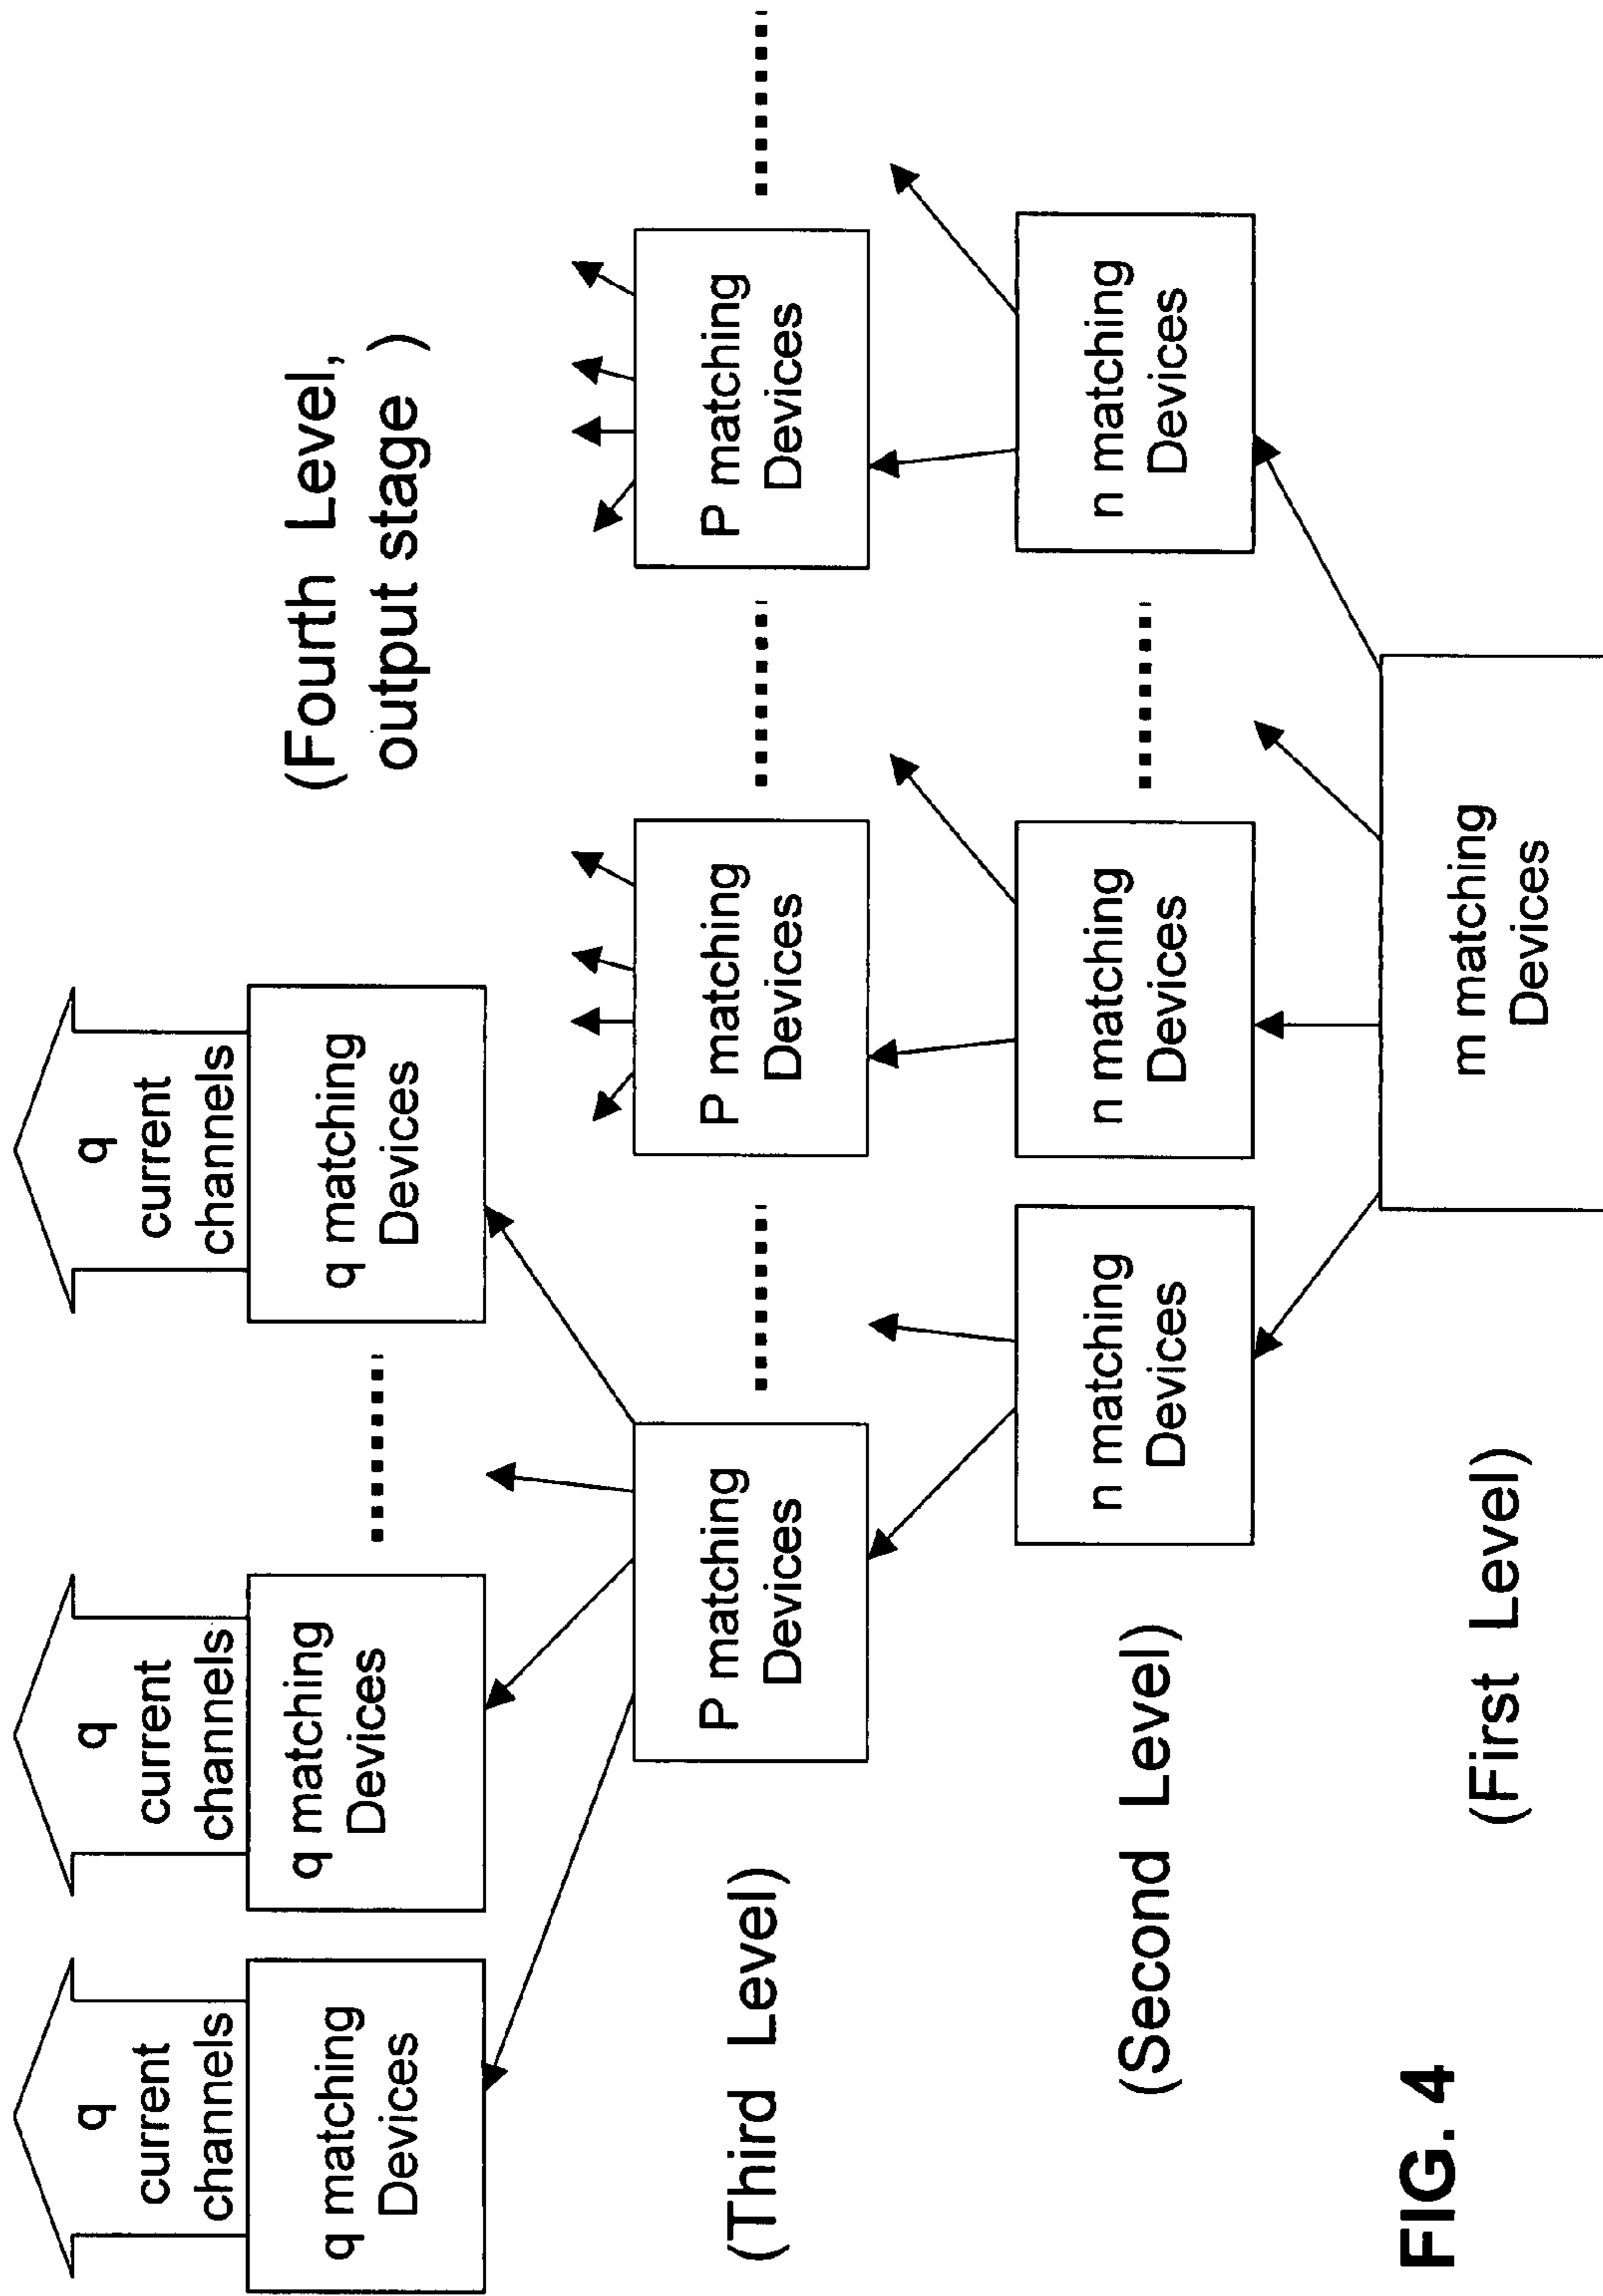 q
current
channels
q
current
channels
q
current
channels
q matching
Devices
q matching
Devices
q matching
Devices
(Fourth Level,
output stage )
(Third Level)
P matching
Devices
P matching
Devices
P matching
Devices
(Second Level)
n matching
Devices
n matching
Devices
n matching
Devices
(First Level)
m matching
Devices
FIG. 4